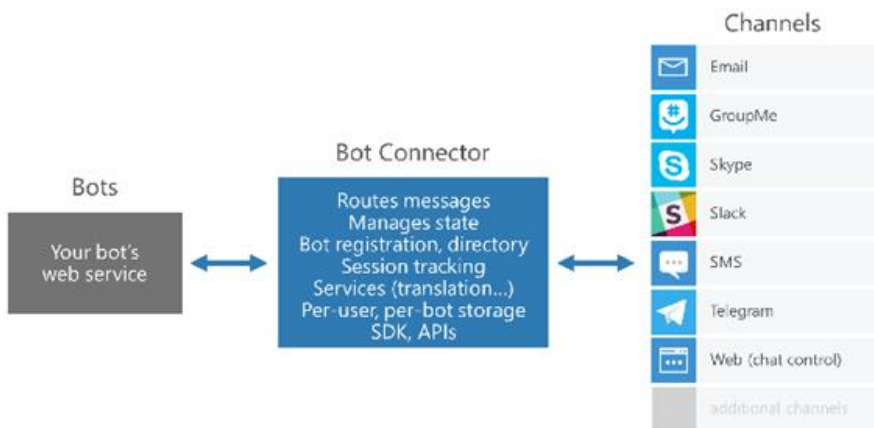 Channels
Email
GroupMe
Skype
Slack
SMS
Telegram
Web (chat control)
additional channels
Bot Connector
Routes messages
Manages state
Bot registration, directory
Session tracking
Services (translation...)
Per-user, per-bot storage
SDK, APIs
Bots
Your bot's
web service